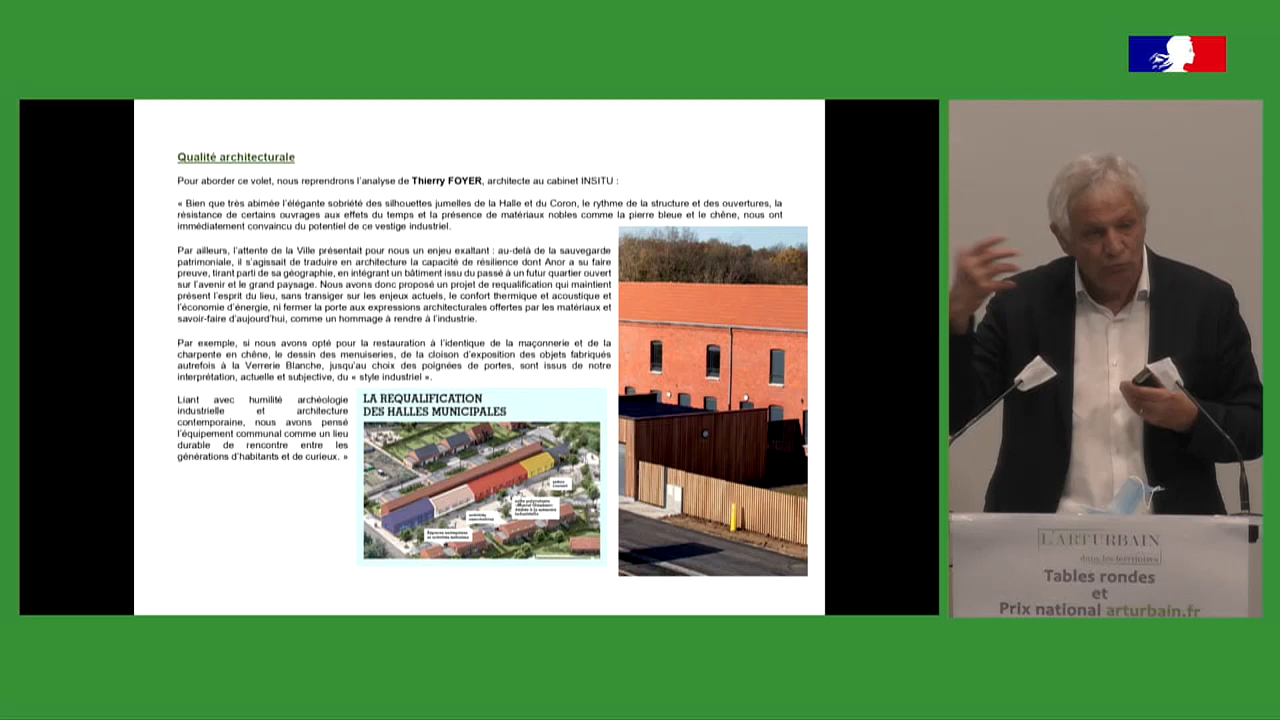 Qualité architecturale
Pour aborder ce volet, nous reprendrons l'analyse de Thierry FOYER, architecte au cabinet INSITU :
« Bien que très abimée l'élégante sobriété des silhouettes jumelles de la Halle et du Coron, le rythme de la structure et des ouvertures, la
résistance de certains ouvrages aux effets du temps et la présence de matériaux nobles comme la pierre bleue et le chêne, nous ont
immédiatement convaincu du potentiel de ce vestige industriel.
Par ailleurs, l'attente de la Ville présentait pour nous un enjeu exaltant : au-delà de la sauvegarde
patrimoniale, il s'agissait de traduire en architecture la capacité de résilience dont Anor a su faire
preuve, tirant parti de sa géographie, en intégrant un bâtiment issu du passé à un futur quartier ouvert
sur l'avenir et le grand paysage. Nous avons donc proposé un projet de requalification qui maintient
présent l'esprit du lieu, sans transiger sur les enjeux actuels, le confort thermique et acoustique et
l'économie d'énergie, ni fermer la porte aux expressions architecturales offertes par les matériaux et
savoir-faire d'aujourd'hui, comme un hommage à rendre à l'industrie.
Par exemple, si nous avons opté pour la restauration à l'identique de la maçonnerie et de la
charpente en chêne, le dessin des menuiseries, de la cloison d'exposition des objets fabriqués
autrefois à la Verrerie Blanche, jusqu'au choix des poignées de portes, sont issus de notre
interprétation, actuelle et subjective, du « style industriel ».
Liant avec humilité archéologie
industrielle et architecture
contemporaine, nous avons pensé
l'équipement communal comme un lieu
durable de rencontre entre les
générations d'habitants et de curieux. »
LA REQUALIFICATION
DES HALLES MUNICIPALES
L'ARTURBAIN
dans les territoires
Tables rondes
et
Prix national arturbain.fr